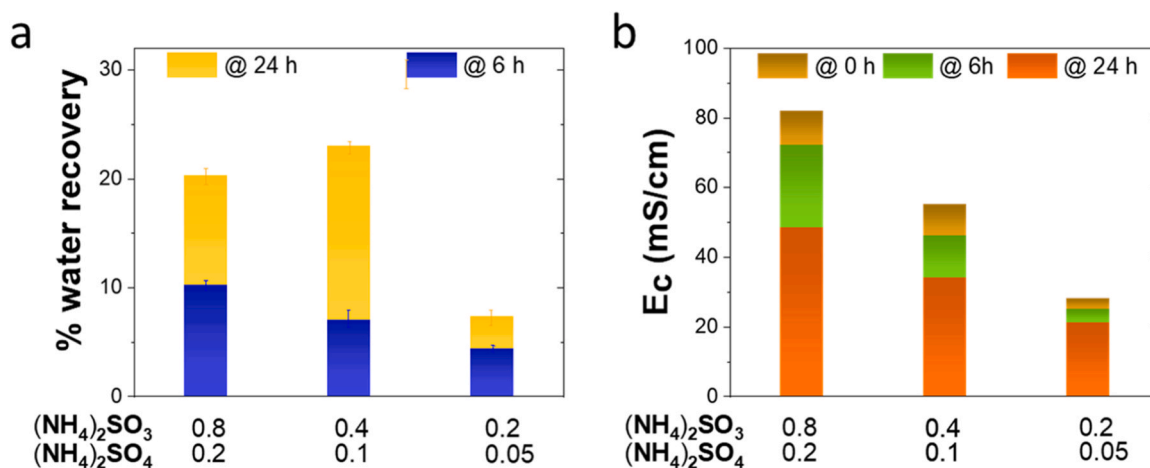 a
% water recovery
30
20
10
0
@ 24 h
@ 6 h
(NH₄)₂SO₃ 0.8 0.4 0.2
(NH₄)₂SO₄ 0.2 0.1 0.05
b
Eᴄ (mS/cm)
100
80
60
40
20
0
@ 0 h
@ 6h
@ 24 h
(NH₄)₂SO₃ 0.8 0.4 0.2
(NH₄)₂SO₄ 0.2 0.1 0.05